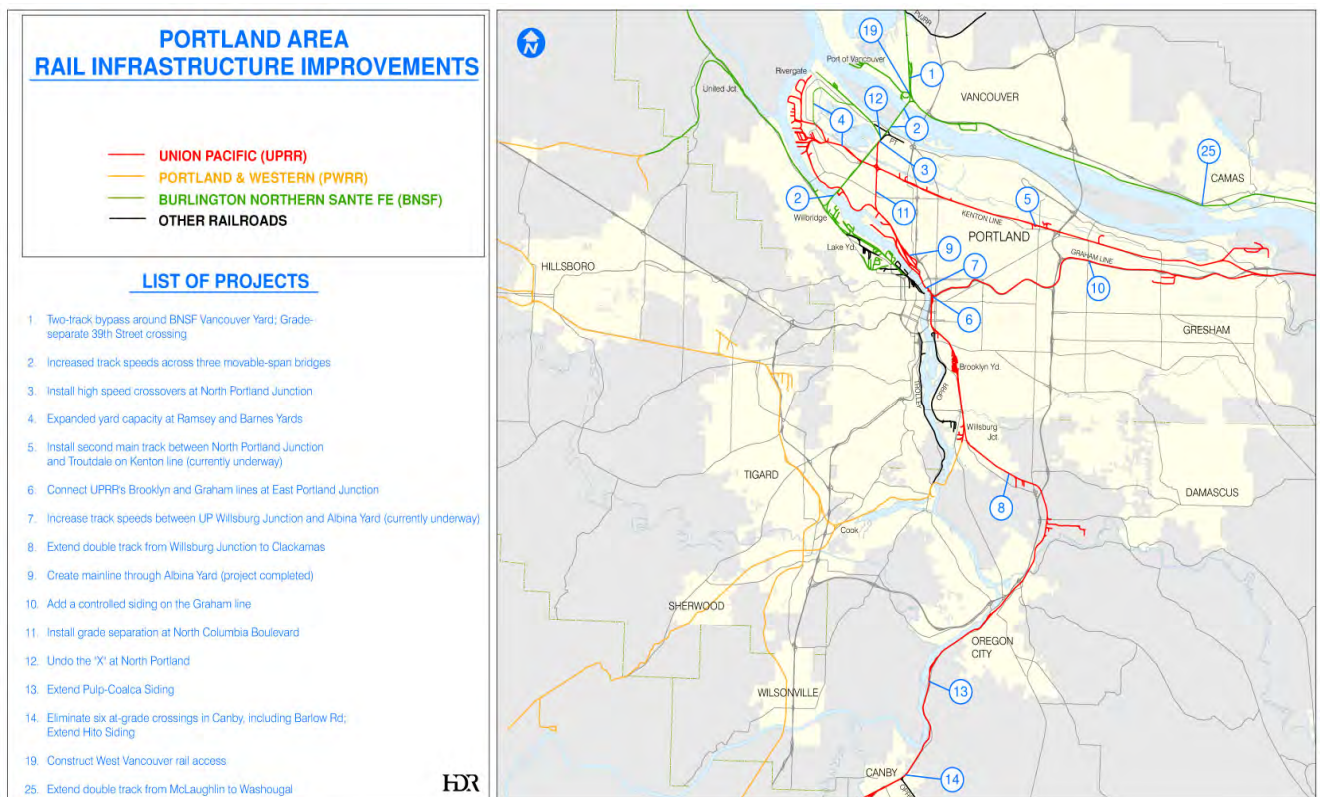 PORTLAND AREA
RAIL INFRASTRUCTURE IMPROVEMENTS
UNION PACIFIC (UPRR)
PORTLAND & WESTERN (PWRR)
BURLINGTON NORTHERN SANTE FE (BNSF)
OTHER RAILROADS
LIST OF PROJECTS
1. Two-track bypass around BNSF Vancouver Yard; Grade-
separate 39th Street crossing
2. Increased track speeds across three movable-span bridges
3. Install high speed crossovers at North Portland Junction
4. Expanded yard capacity at Ramsey and Barnes Yards
5. Install second main track between North Portland Junction
and Troutdale on Kenton line (currently underway)
6. Connect UPRR's Brooklyn and Graham lines at East Portland Junction
7. Increase track speeds between UP Willsburg Junction and Albina Yard (currently underway)
8. Extend double track from Willsburg Junction to Clackamas
9. Create mainline through Albina Yard (project completed)
10. Add a controlled siding on the Graham line
11. Install grade separation at North Columbia Boulevard
12. Undo the 'X' at North Portland
13. Extend Pulp-Coalca Siding
14. Eliminate six at-grade crossings in Canby, including Barlow Rd;
Extend Hito Siding
19. Construct West Vancouver rail access
25. Extend double track from McLaughlin to Washougal
HDR
N
PVJRR
19
Port of Vancouver
1
Rivergate
United Jct
12
VANCOUVER
4
2
PT
3
25
CAMAS
2
11
5
Willbridge
KENTON LINE
PORTLAND
Lake Yd.
9
GRAHAM LINE
HILLSBORO
7
10
6
GRESHAM
Brooklyn Yd.
TROLLEY
OPRR
Willsburg
Jct
TIGARD
8
DAMASCUS
Cook
SHERWOOD
OREGON
CITY
WILSONVILLE
13
CANBY
14